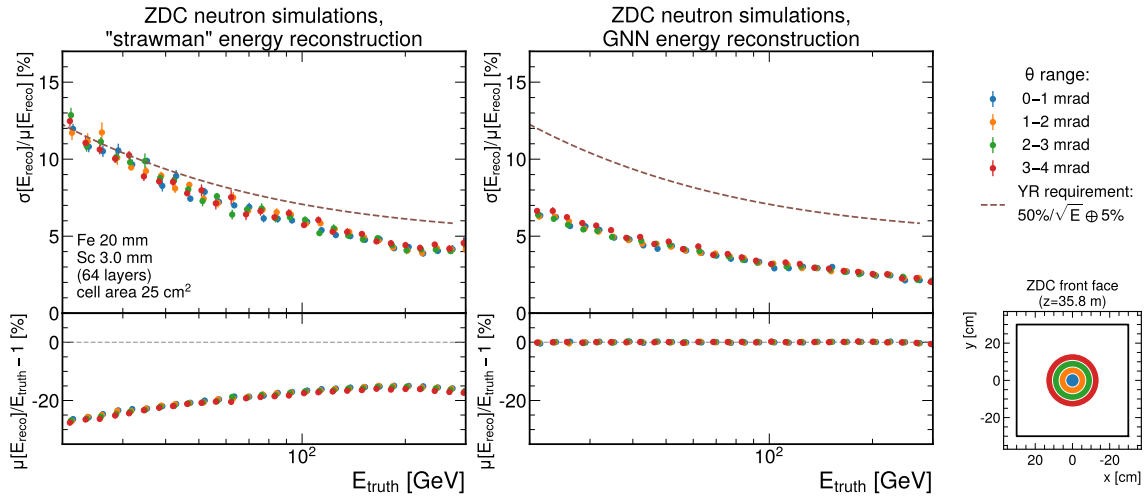 ZDC neutron simulations,
"strawman" energy reconstruction
σ[E_reco]/μ[E_reco] [%]
15
10
5
0
Fe 20 mm
Sc 3.0 mm
(64 layers)
cell area 25 cm²
μ[E_reco]/E_truth − 1 [%]
0
-20
10²
E_truth [GeV]
ZDC neutron simulations,
GNN energy reconstruction
σ[E_reco]/μ[E_reco] [%]
15
10
5
0
μ[E_reco]/E_truth − 1 [%]
0
-20
10²
E_truth [GeV]
θ range:
0−1 mrad
1−2 mrad
2−3 mrad
3−4 mrad
YR requirement:
50%/√E ⊕ 5%
ZDC front face
(z=35.8 m)
y [cm]
20
0
-20
20 0 -20
x [cm]